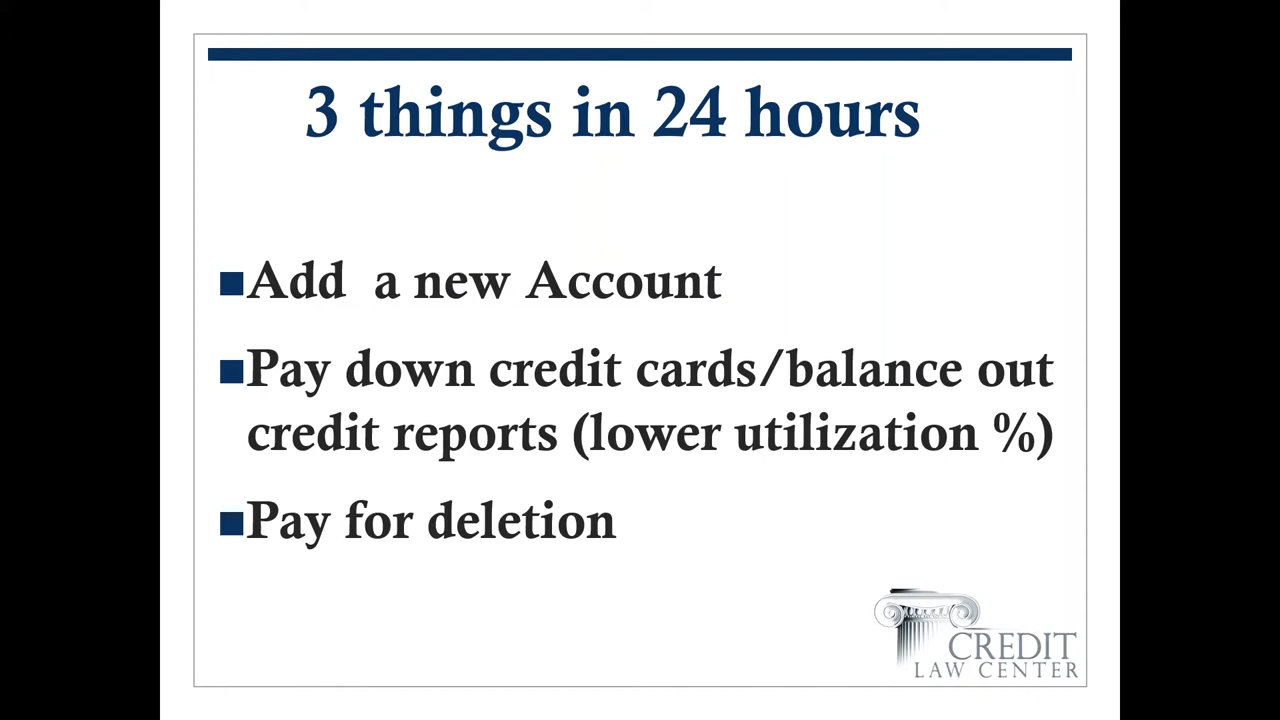 3 things in 24 hours
Add a new Account
Pay down credit cards/balance out
credit reports (lower utilization %)
Pay for deletion
CREDIT
LAW CENTER